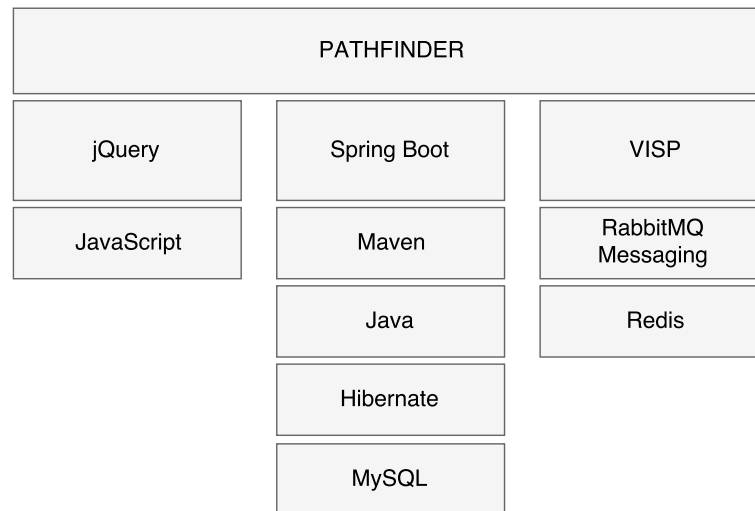 PATHFINDER
jQuery
Spring Boot
VISP
JavaScript
Maven
RabbitMQ
Messaging
Java
Redis
Hibernate
MySQL